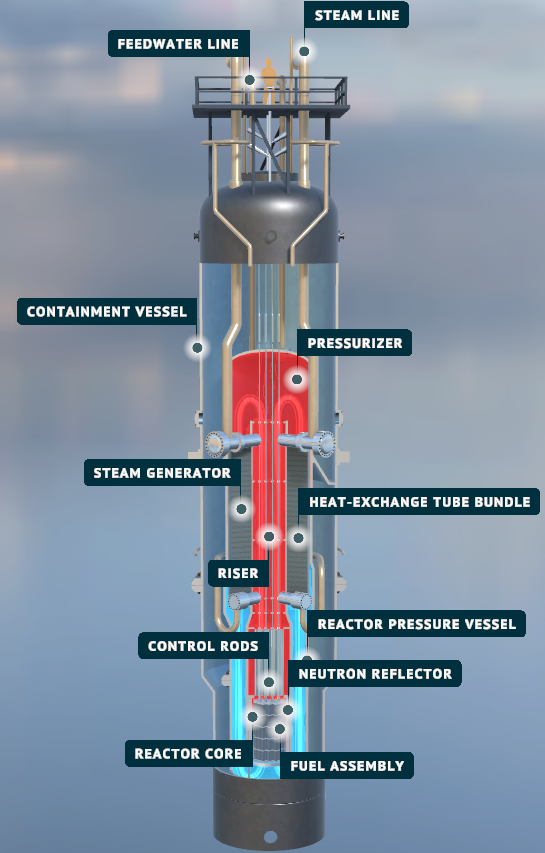 STEAM LINE
FEEDWATER LINE
CONTAINMENT VESSEL
PRESSURIZER
STEAM GENERATOR
HEAT-EXCHANGE TUBE BUNDLE
RISER
REACTOR PRESSURE VESSEL
CONTROL RODS
NEUTRON REFLECTOR
REACTOR CORE
FUEL ASSEMBLY